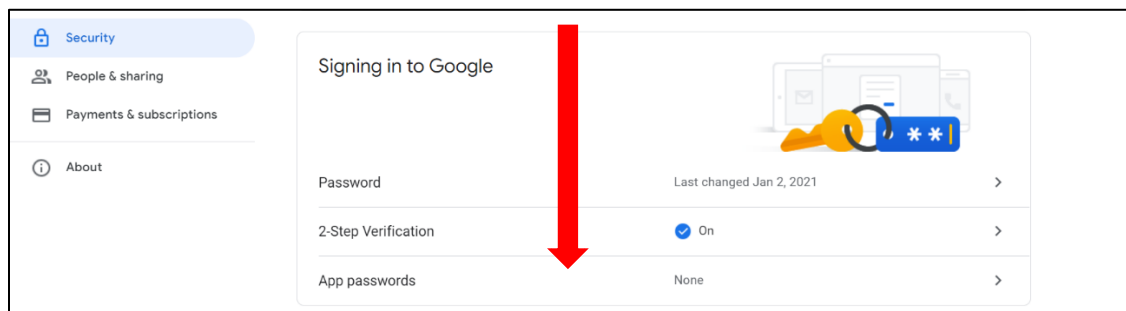 Security
People & sharing
Payments & subscriptions
About
Signing in to Google
**
Password Last changed Jan 2, 2021
2-Step Verification On
App passwords None